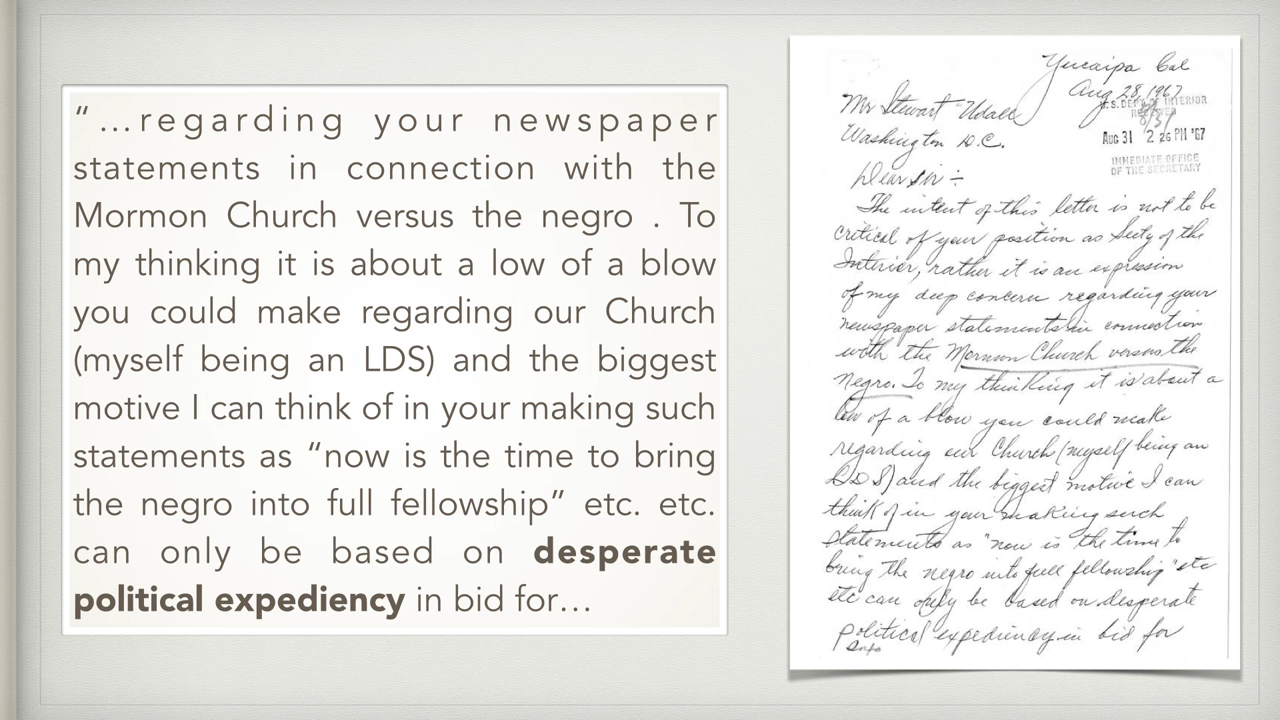 “ …regarding your newspaper
statements in connection with the
Mormon Church versus the negro . To
my thinking it is about a low of a blow
you could make regarding our Church
(myself being an LDS) and the biggest
motive I can think of in your making such
statements as “now is the time to bring
the negro into full fellowship” etc. etc.
can only be based on desperate
political expediency in bid for…
Yucaipa Cal
Aug 28, 1967
U.S. DEPT OF INTERIOR
RECEIVED
Mr Stewart Udall
Aug 31 2 26 PM '67
Washington D.C.
IMMEDIATE OFFICE
OF THE SECRETARY
Dear Sir :-
The intent of this letter is not to be
critical of your position as Secty of the
Interior, rather it is an expression
of my deep concern regarding your
newspaper statements in connection
with the Mormon Church versus the
negro. To my thinking it is about a
low of a blow you could make
regarding our Church (myself being an
LDS) and the biggest motive I can
think of in your making such
statements as "now is the time to
bring the negro into full fellowship" etc
etc can only be based on desperate
political expediency in bid for